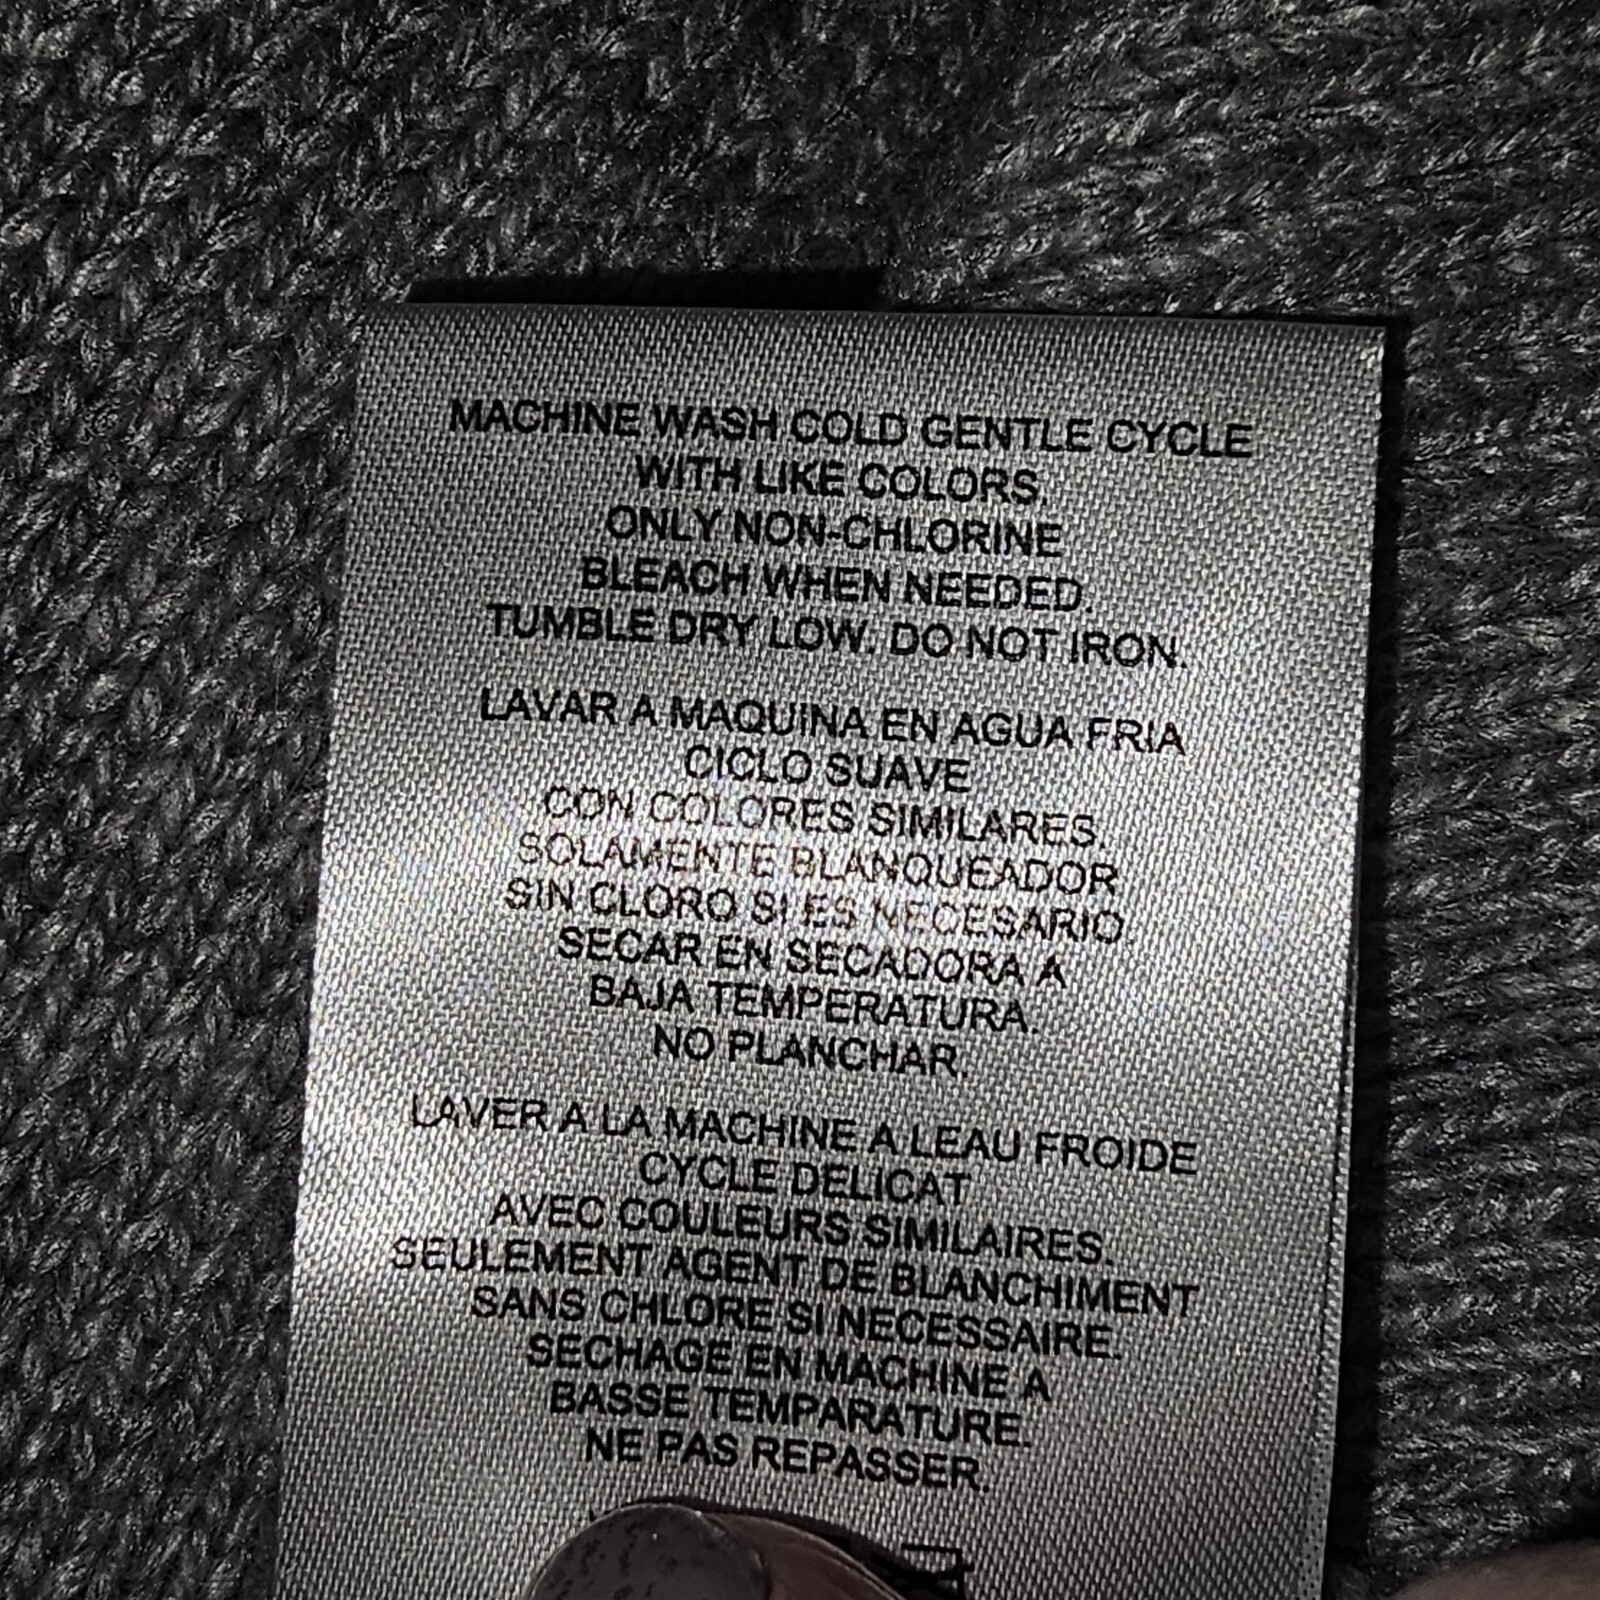 MACHINE WASH COLD GENTLE CYCLE
WITH LIKE COLORS.
ONLY NON-CHLORINE
BLEACH WHEN NEEDED.
TUMBLE DRY LOW. DO NOT IRON.
LAVAR A MAQUINA EN AGUA FRIA
CICLO SUAVE
CON COLORES SIMILARES.
SOLAMENTE BLANQUEADOR
SIN CLORO SI ES NECESARIO.
SECAR EN SECADORA A
BAJA TEMPERATURA.
NO PLANCHAR.
LAVER A LA MACHINE A LEAU FROIDE
CYCLE DELICAT
AVEC COULEURS SIMILAIRES.
SEULEMENT AGENT DE BLANCHIMENT
SANS CHLORE SI NECESSAIRE.
SECHAGE EN MACHINE A
BASSE TEMPARATURE.
NE PAS REPASSER.